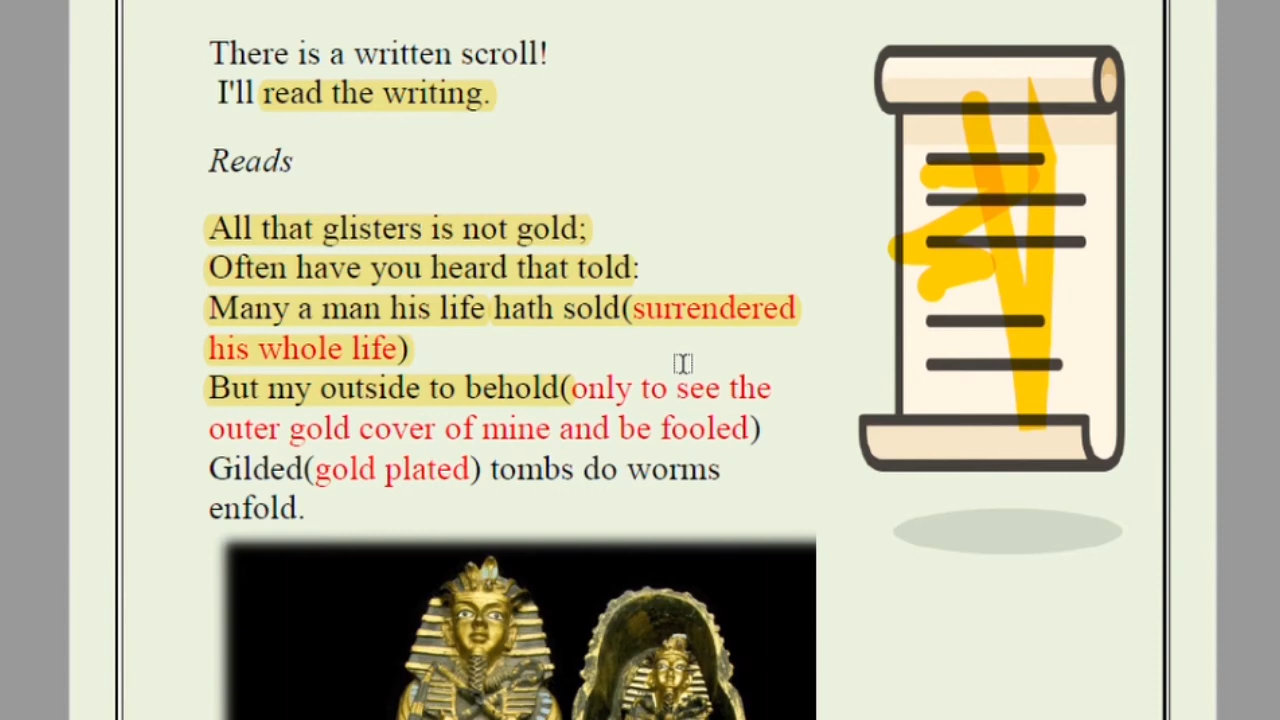 There is a written scroll!
I'll read the writing.
Reads
All that glisters is not gold;
Often have you heard that told:
Many a man his life hath sold(surrendered
his whole life)
But my outside to behold(only to see the
outer gold cover of mine and be fooled)
Gilded(gold plated) tombs do worms
enfold.